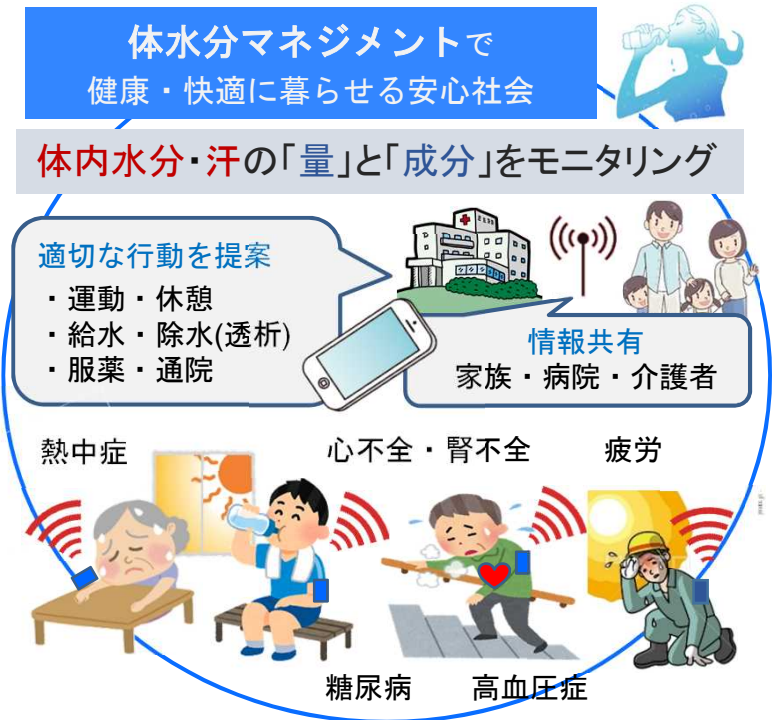 体水分マネジメントで
健康・快適に暮らせる安心社会
体内水分・汗の「量」と「成分」をモニタリング
適切な行動を提案
・運動・休憩
・給水・除水(透析)
・服薬・通院
情報共有
家族・病院・介護者
熱中症
心不全・腎不全
疲労
糖尿病
高血圧症